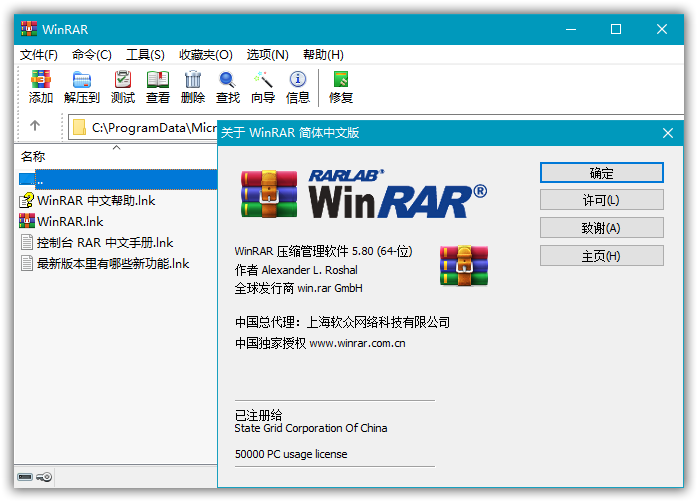 WinRAR
文件(F) 命令(C) 工具(S) 收藏夹(O) 选项(N) 帮助(H)
添加 解压到 测试 查看 删除 查找 向导 信息 修复
C:\ProgramData\Micr
名称
..
WinRAR 中文帮助.lnk
WinRAR.lnk
控制台 RAR 中文手册.lnk
最新版本里有哪些新功能.lnk
关于 WinRAR 简体中文版
RARLAB®
WinRAR®
WinRAR 压缩管理软件 5.80 (64-位)
作者 Alexander L. Roshal
全球发行商 win.rar GmbH
中国总代理：上海软众网络科技有限公司
中国独家授权 www.winrar.com.cn
已注册给
State Grid Corporation Of China
50000 PC usage license
确定
许可(L)
致谢(A)
主页(H)